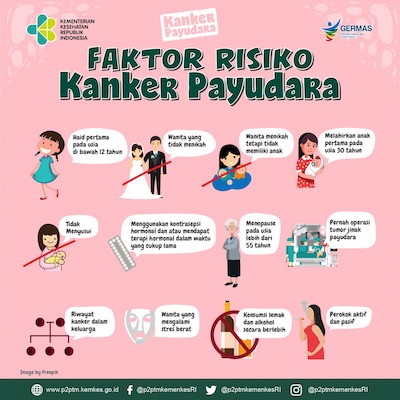 KEMENTERIAN
KESEHATAN
REPUBLIK
INDONESIA
Kanker
Payudara
GERMAS
FAKTOR RISIKO
Kanker Payudara
Haid pertama
pada usia
di bawah 12 tahun
Wanita yang
tidak menikah
Wanita menikah
tetapi tidak
memiliki anak
Melahirkan anak
pertama pada
usia 30 tahun
Tidak
Menyusui
Menggunakan kontrasepsi
hormonal dan atau mendapat
terapi hormonal dalam waktu
yang cukup lama
Menopause
pada usia
lebih dari
55 tahun
Pernah operasi
tumor jinak
payudara
Riwayat
kanker dalam
keluarga
Wanita yang
mengalami
stres berat
Konsumsi lemak
dan alkohol
secara berlebih
Perokok aktif
dan pasif
Image by Freepik
www.p2ptm.kemkes.go.id
@p2ptmkemenkesRI
@p2ptmkemenkesRI
@p2ptmkemenkesRI